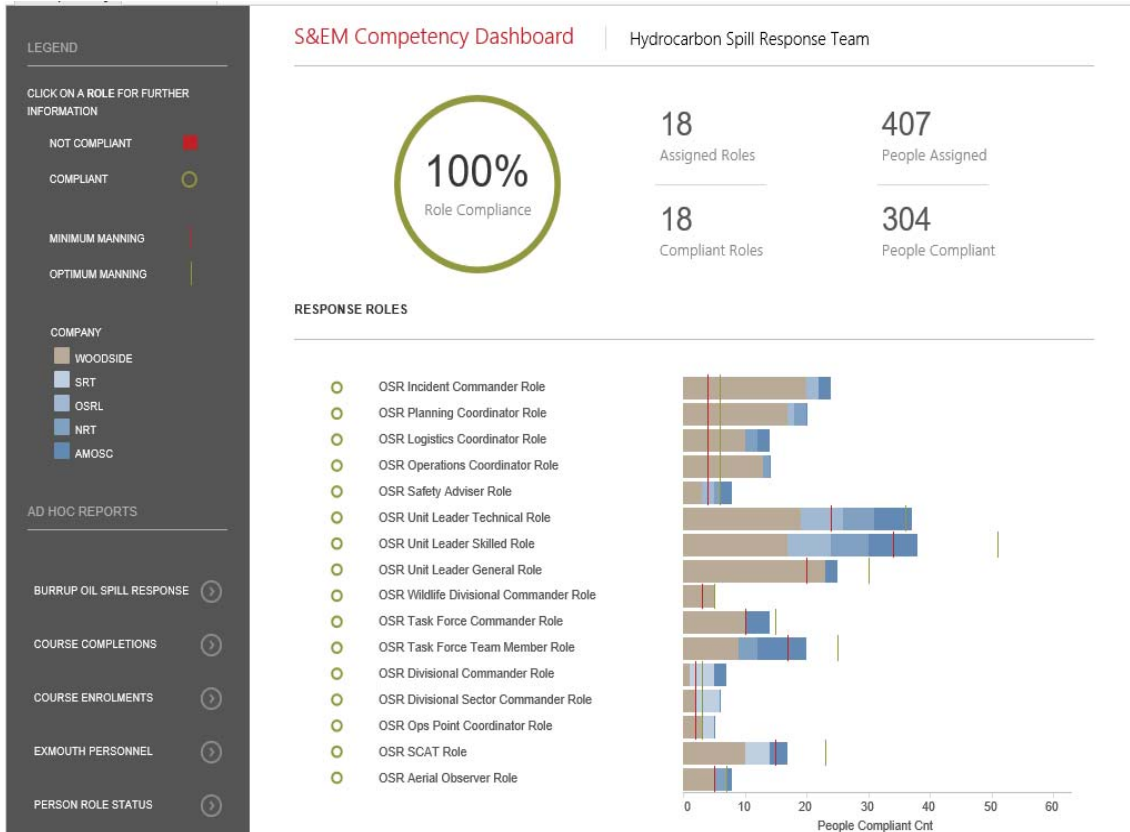 LEGEND
CLICK ON A ROLE FOR FURTHER
INFORMATION
NOT COMPLIANT
COMPLIANT
MINIMUM MANNING
OPTIMUM MANNING
COMPANY
WOODSIDE
SRT
OSRL
NRT
AMOSC
AD HOC REPORTS
BURRUP OIL SPILL RESPONSE
COURSE COMPLETIONS
COURSE ENROLMENTS
EXMOUTH PERSONNEL
PERSON ROLE STATUS
S&EM Competency Dashboard
Hydrocarbon Spill Response Team
100%
Role Compliance
18
Assigned Roles
407
People Assigned
18
Compliant Roles
304
People Compliant
RESPONSE ROLES
OSR Incident Commander Role
OSR Planning Coordinator Role
OSR Logistics Coordinator Role
OSR Operations Coordinator Role
OSR Safety Adviser Role
OSR Unit Leader Technical Role
OSR Unit Leader Skilled Role
OSR Unit Leader General Role
OSR Wildlife Divisional Commander Role
OSR Task Force Commander Role
OSR Task Force Team Member Role
OSR Divisional Commander Role
OSR Divisional Sector Commander Role
OSR Ops Point Coordinator Role
OSR SCAT Role
OSR Aerial Observer Role
0 10 20 30 40 50 60
People Compliant Cnt